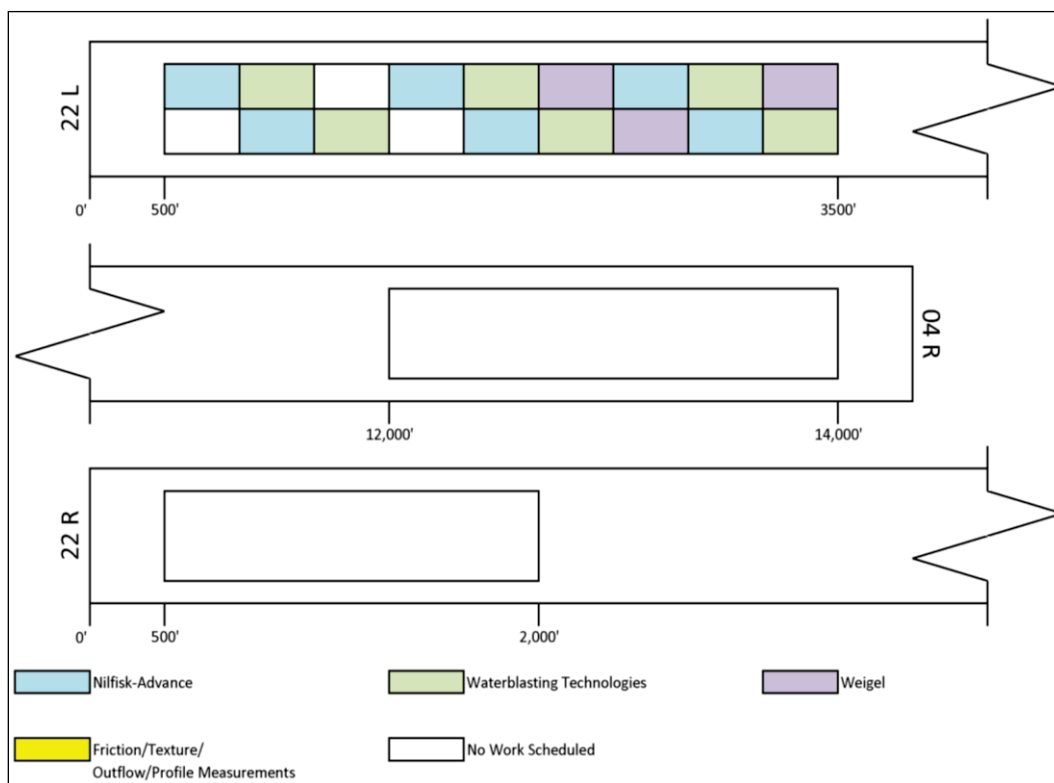 22 L
0'
500'
3500'
04 R
12,000'
14,000'
22 R
0'
500'
2,000'
Nilfisk-Advance
Waterblasting Technologies
Weigel
Friction/Texture/
Outflow/Profile Measurements
No Work Scheduled